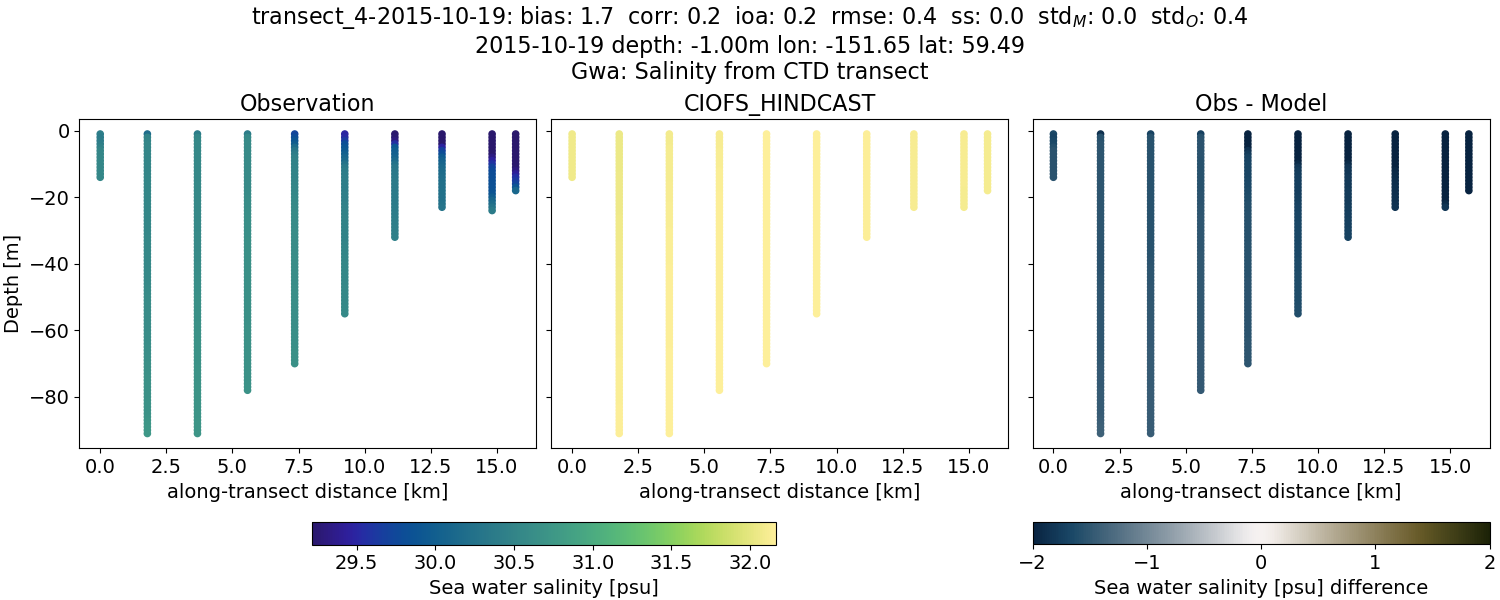 transect_4-2015-10-19: bias: 1.7  corr: 0.2  ioa: 0.2  rmse: 0.4  ss: 0.0  std_M: 0.0  std_O: 0.4
2015-10-19 depth: -1.00m lon: -151.65 lat: 59.49
Gwa: Salinity from CTD transect
Observation
CIOFS_HINDCAST
Obs - Model
Depth [m]
0
−20
−40
−60
−80
0.0 2.5 5.0 7.5 10.0 12.5 15.0
along-transect distance [km]
0.0 2.5 5.0 7.5 10.0 12.5 15.0
along-transect distance [km]
0.0 2.5 5.0 7.5 10.0 12.5 15.0
along-transect distance [km]
29.5 30.0 30.5 31.0 31.5 32.0
Sea water salinity [psu]
−2 −1 0 1 2
Sea water salinity [psu] difference